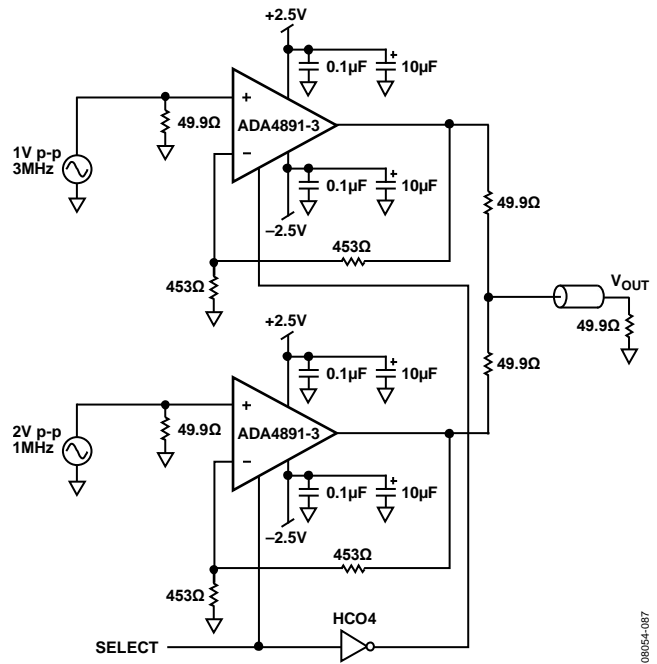 +2.5V
0.1µF
10µF
+
+
ADA4891-3
49.9Ω
−
1V p-p
3MHz
0.1µF
10µF
+
49.9Ω
−2.5V
453Ω
453Ω
VOUT
49.9Ω
+2.5V
0.1µF
10µF
+
49.9Ω
+
ADA4891-3
49.9Ω
−
2V p-p
1MHz
0.1µF
10µF
+
−2.5V
453Ω
453Ω
HCO4
SELECT
08054-087